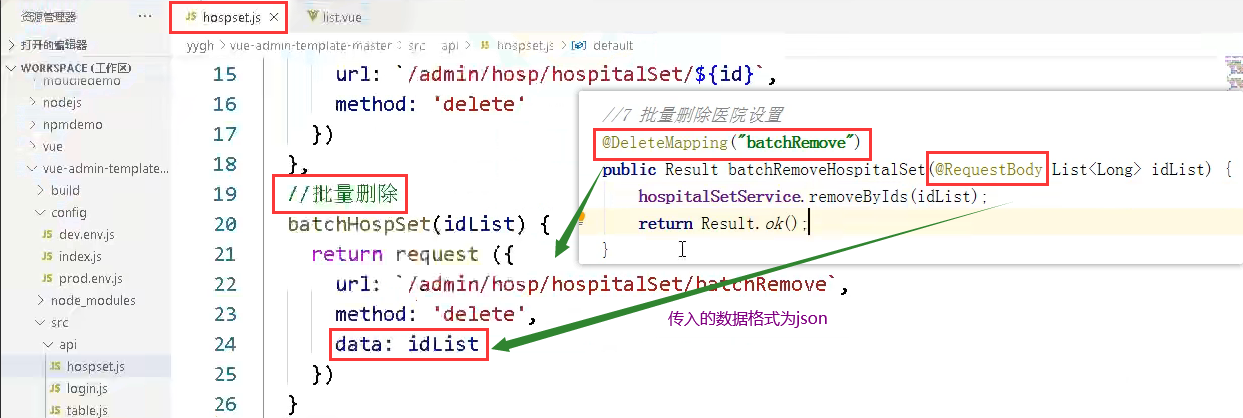 资源管理器 ···
JS hospset.js ×
list.vue
打开的编辑器
yygh > vue-admin-template-master > src > api > JS hospset.js > default
WORKSPACE (工作区)
moudledemo
nodejs
npmdemo
vue
vue-admin-template...
build
config
JS dev.env.js
JS index.js
JS prod.env.js
node_modules
src
api
JS hospset.js
JS login.js
JS table.js
15 url: `/admin/hosp/hospitalSet/${id}`,
16 method: 'delete'
17 })
18 },
19 //批量删除
20 batchHospSet(idList) {
21 return request ({
22 url: `/admin/hosp/hospitalSet/batchRemove`,
23 method: 'delete',
24 data: idList
25 })
26 }
//7 批量删除医院设置
@DeleteMapping("batchRemove")
public Result batchRemoveHospitalSet(@RequestBody List<Long> idList) {
hospitalSetService.removeByIds(idList);
return Result.ok();
}
传入的数据格式为json